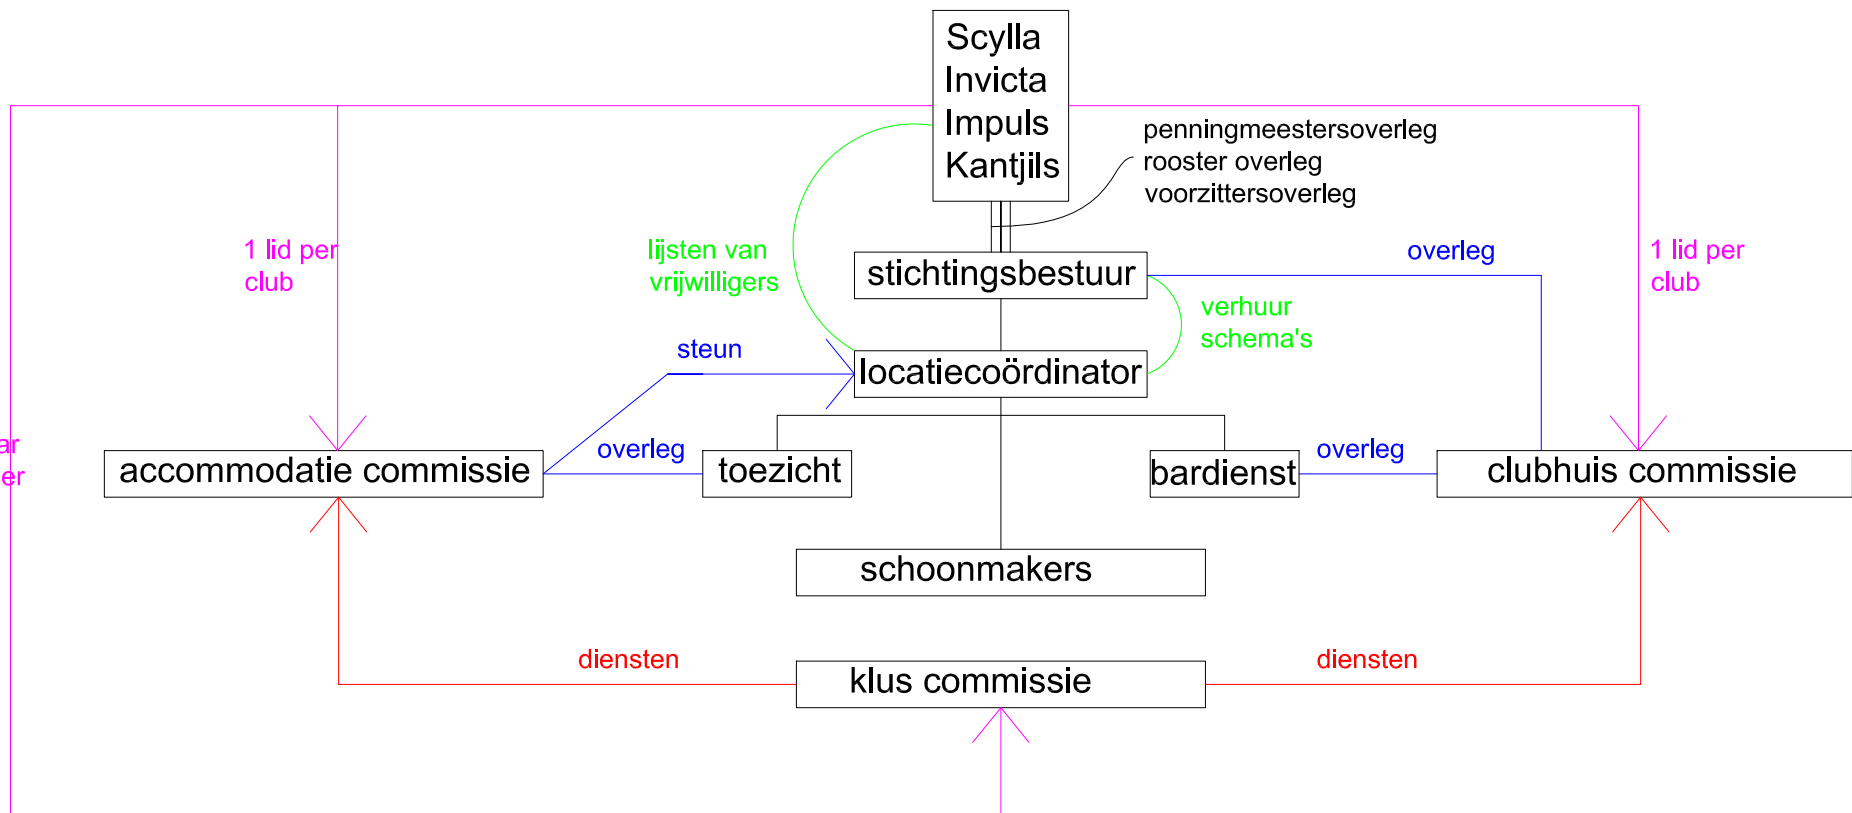 Scylla
Invicta
Impuls
Kantjils
penningmeestersoverleg
rooster overleg
voorzittersoverleg
1 lid per
club
lijsten van
vrijwilligers
stichtingsbestuur
overleg
1 lid per
club
verhuur
schema's
steun
locatiecoördinator
overleg
overleg
accommodatie commissie
toezicht
bardienst
clubhuis commissie
schoonmakers
diensten
klus commissie
diensten